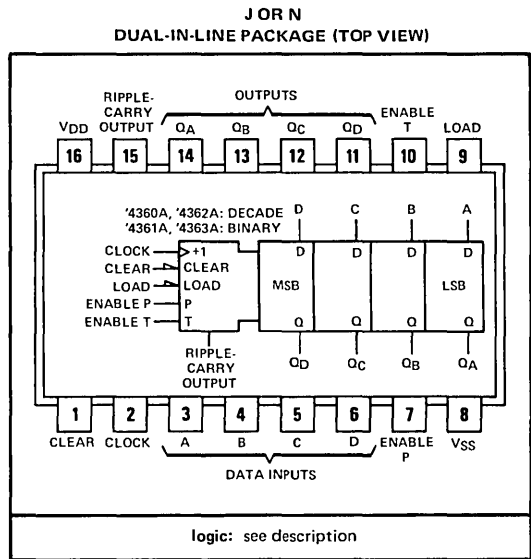 J OR N
DUAL-IN-LINE PACKAGE (TOP VIEW)
OUTPUTS
RIPPLE-
CARRY
OUTPUT
ENABLE
T
VDD QA QB QC QD LOAD
16 15 14 13 12 11 10 9
'4360A, '4362A: DECADE
'4361A, '4363A: BINARY
D C B A
CLOCK +1 D D D D
CLEAR CLEAR
LOAD LOAD MSB LSB
ENABLE P P
ENABLE T T Q Q Q Q
RIPPLE-
CARRY
OUTPUT
QD QC QB QA
1 2 3 4 5 6 7 8
CLEAR CLOCK A B C D ENABLE
P
VSS
DATA INPUTS
logic: see description